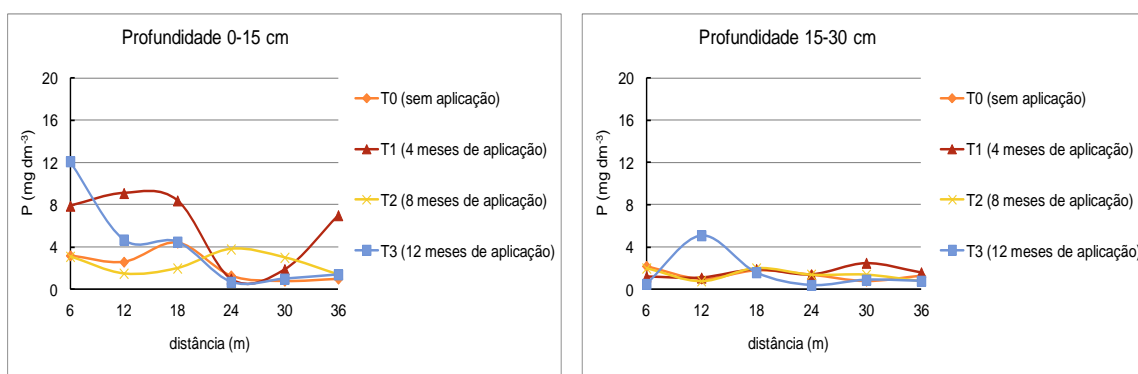 Profundidade 0-15 cm
P (mg dm⁻³)
20
16
12
8
4
0
6 12 18 24 30 36
distância (m)
T0 (sem aplicação)
T1 (4 meses de aplicação)
T2 (8 meses de aplicação)
T3 (12 meses de aplicação)
Profundidade 15-30 cm
P (mg dm⁻³)
20
16
12
8
4
0
6 12 18 24 30 36
distância (m)
T0 (sem aplicação)
T1 (4 meses de aplicação)
T2 (8 meses de aplicação)
T3 (12 meses de aplicação)